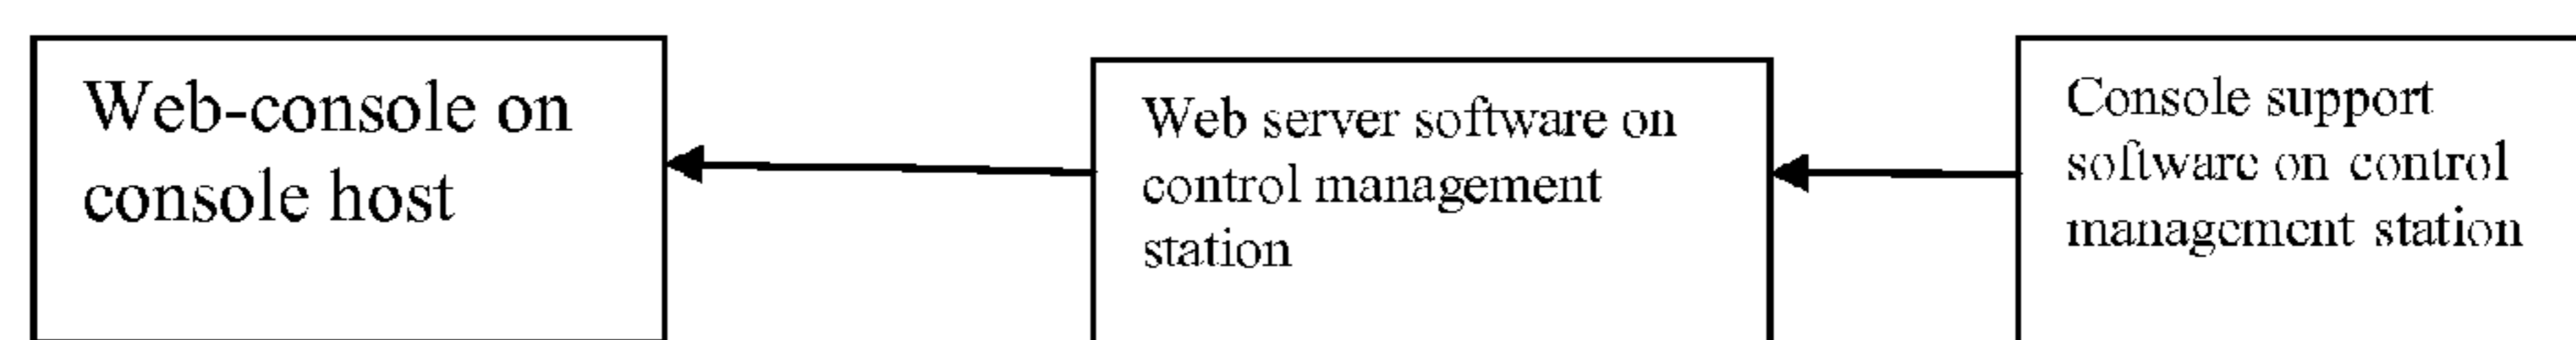 Web-console on
console host
Web server software on
control management
station
Console support
software on control
management station